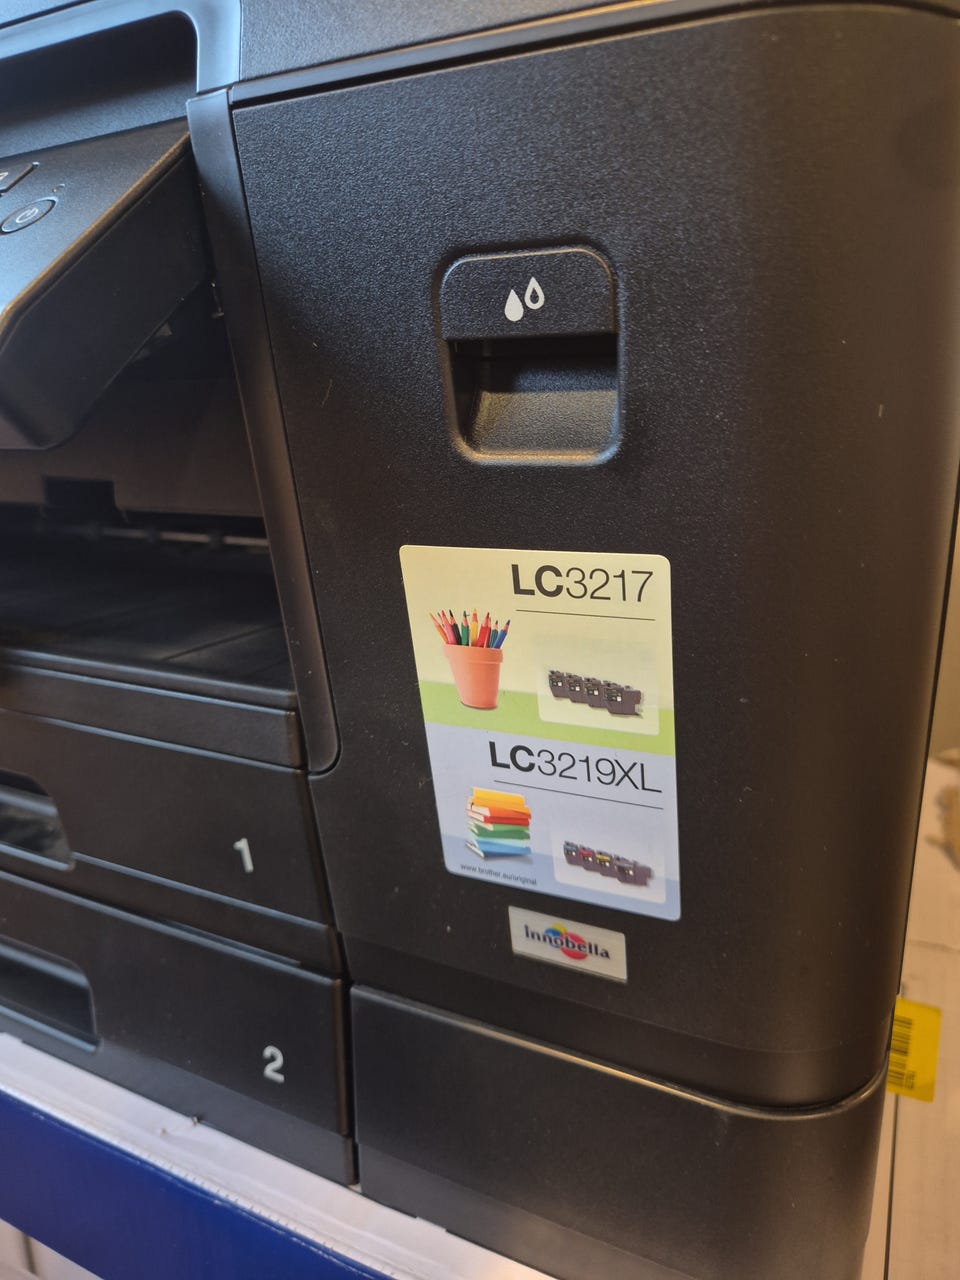 LC3217
LC3219XL
www.brother.eu/original
innobella
1
2